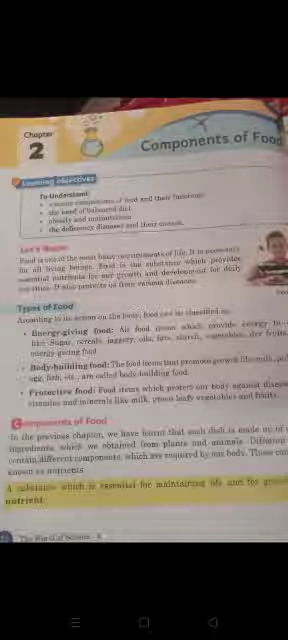 Chapter
2
Components of Food
Learning objectives
To Understand:
• various components of food and their functions
• the need of balanced diet
• obesity and malnutrition
• the deficiency diseases and their causes.
Let's Begin
Food is one of the most basic requirements of life. It is necessary
for all living beings. Food is the substance which provides
essential nutrients for our growth and development for daily
activities. It also protects us from various diseases.
Types of Food
According to its action on the body, food can be classified as:
• Energy-giving food: All food items which provide energy to
like: Sugar, cereals, jaggery, oils, fats, starch, vegetables, dry fruits,
energy-giving food.
• Body-building food: The food items that promote growth like milk,
egg, fish, etc., are called body-building food.
• Protective food: Food items which protect our body against
vitamins and minerals like milk, green leafy vegetables and fruits.
Components of Food
In the previous chapter, we have learnt that each dish is made up of
ingredients, which we obtained from plants and animals. Different
contain different components, which are required by our body. These
known as nutrients.
A substance which is essential for maintaining life and for
nutrient.
The World of Science - 6